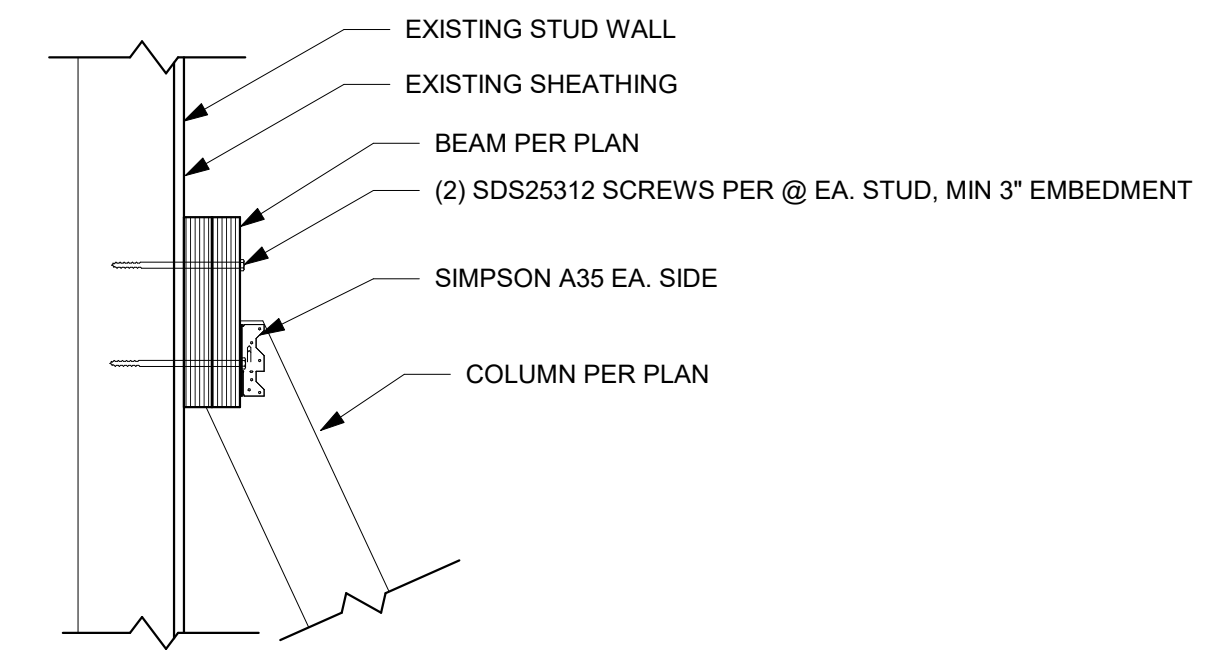 EXISTING STUD WALL
EXISTING SHEATHING
BEAM PER PLAN
(2) SDS25312 SCREWS PER @ EA. STUD, MIN 3" EMBEDMENT
SIMPSON A35 EA. SIDE
COLUMN PER PLAN